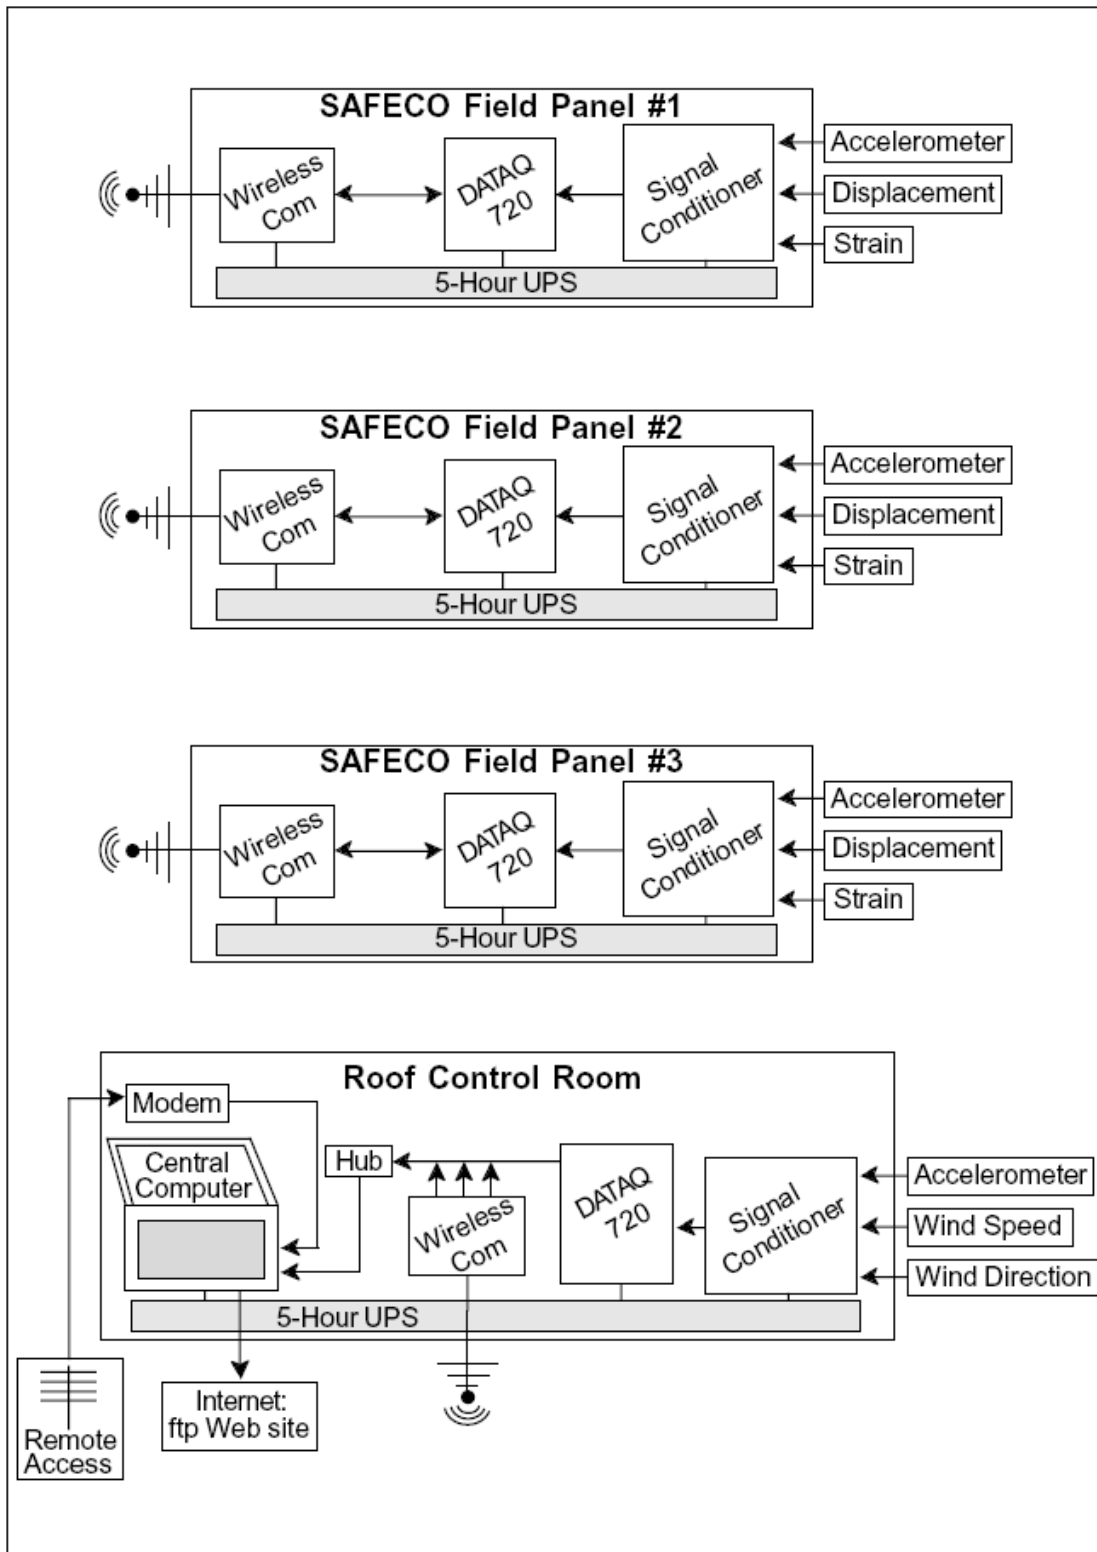 SAFECO Field Panel #1
Wireless
Com
DATAQ
720
Signal
Conditioner
Accelerometer
Displacement
Strain
5-Hour UPS
SAFECO Field Panel #2
Wireless
Com
DATAQ
720
Signal
Conditioner
Accelerometer
Displacement
Strain
5-Hour UPS
SAFECO Field Panel #3
Wireless
Com
DATAQ
720
Signal
Conditioner
Accelerometer
Displacement
Strain
5-Hour UPS
Roof Control Room
Modem
Central
Computer
Hub
Wireless
Com
DATAQ
720
Signal
Conditioner
Accelerometer
Wind Speed
Wind Direction
5-Hour UPS
Remote
Access
Internet:
ftp Web site